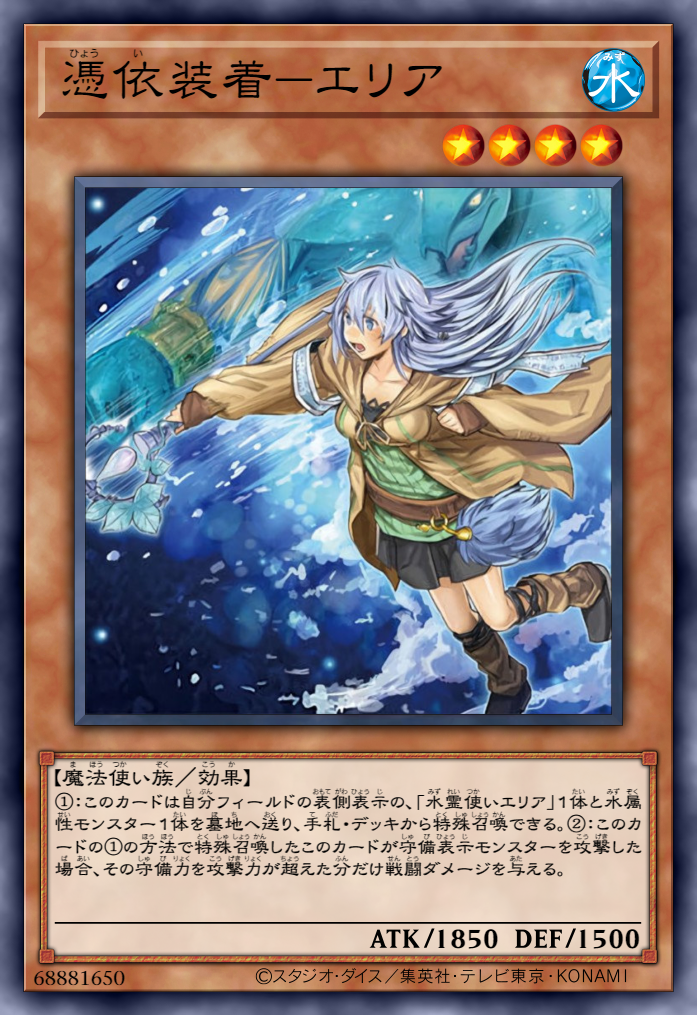 憑依装着－エリア
水
【魔法使い族／効果】
①：このカードは自分フィールドの表側表示の、「水霊使いエリア」１体と水属
性モンスター１体を墓地へ送り、手札・デッキから特殊召喚できる。②：このカ
ードの①の方法で特殊召喚したこのカードが守備表示モンスターを攻撃した
場合、その守備力を攻撃力が超えた分だけ戦闘ダメージを与える。
ATK/1850 DEF/1500
68881650
©スタジオ・ダイス／集英社・テレビ東京・KONAMI